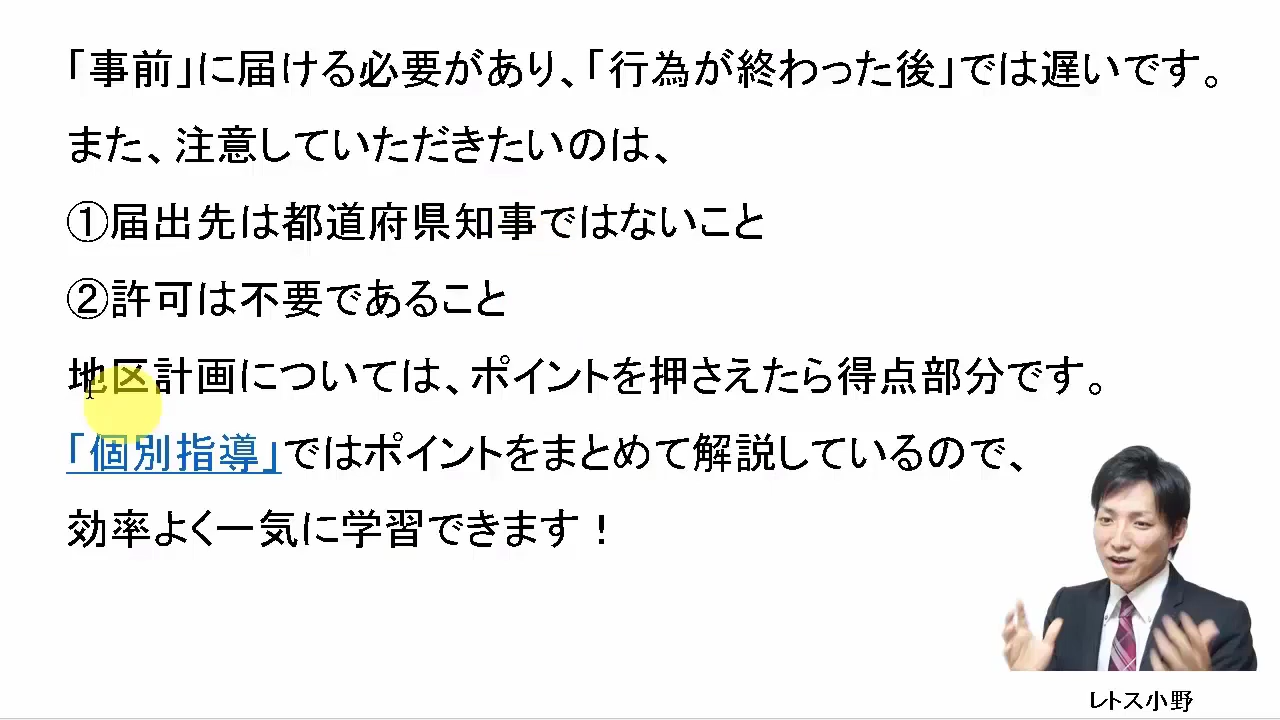 「事前」に届ける必要があり、「行為が終わった後」では遅いです。
また、注意していただきたいのは、
①届出先は都道府県知事ではないこと
②許可は不要であること
地区計画については、ポイントを押さえたら得点部分です。
「個別指導」ではポイントをまとめて解説しているので、
効率よく一気に学習できます！
レトス小野